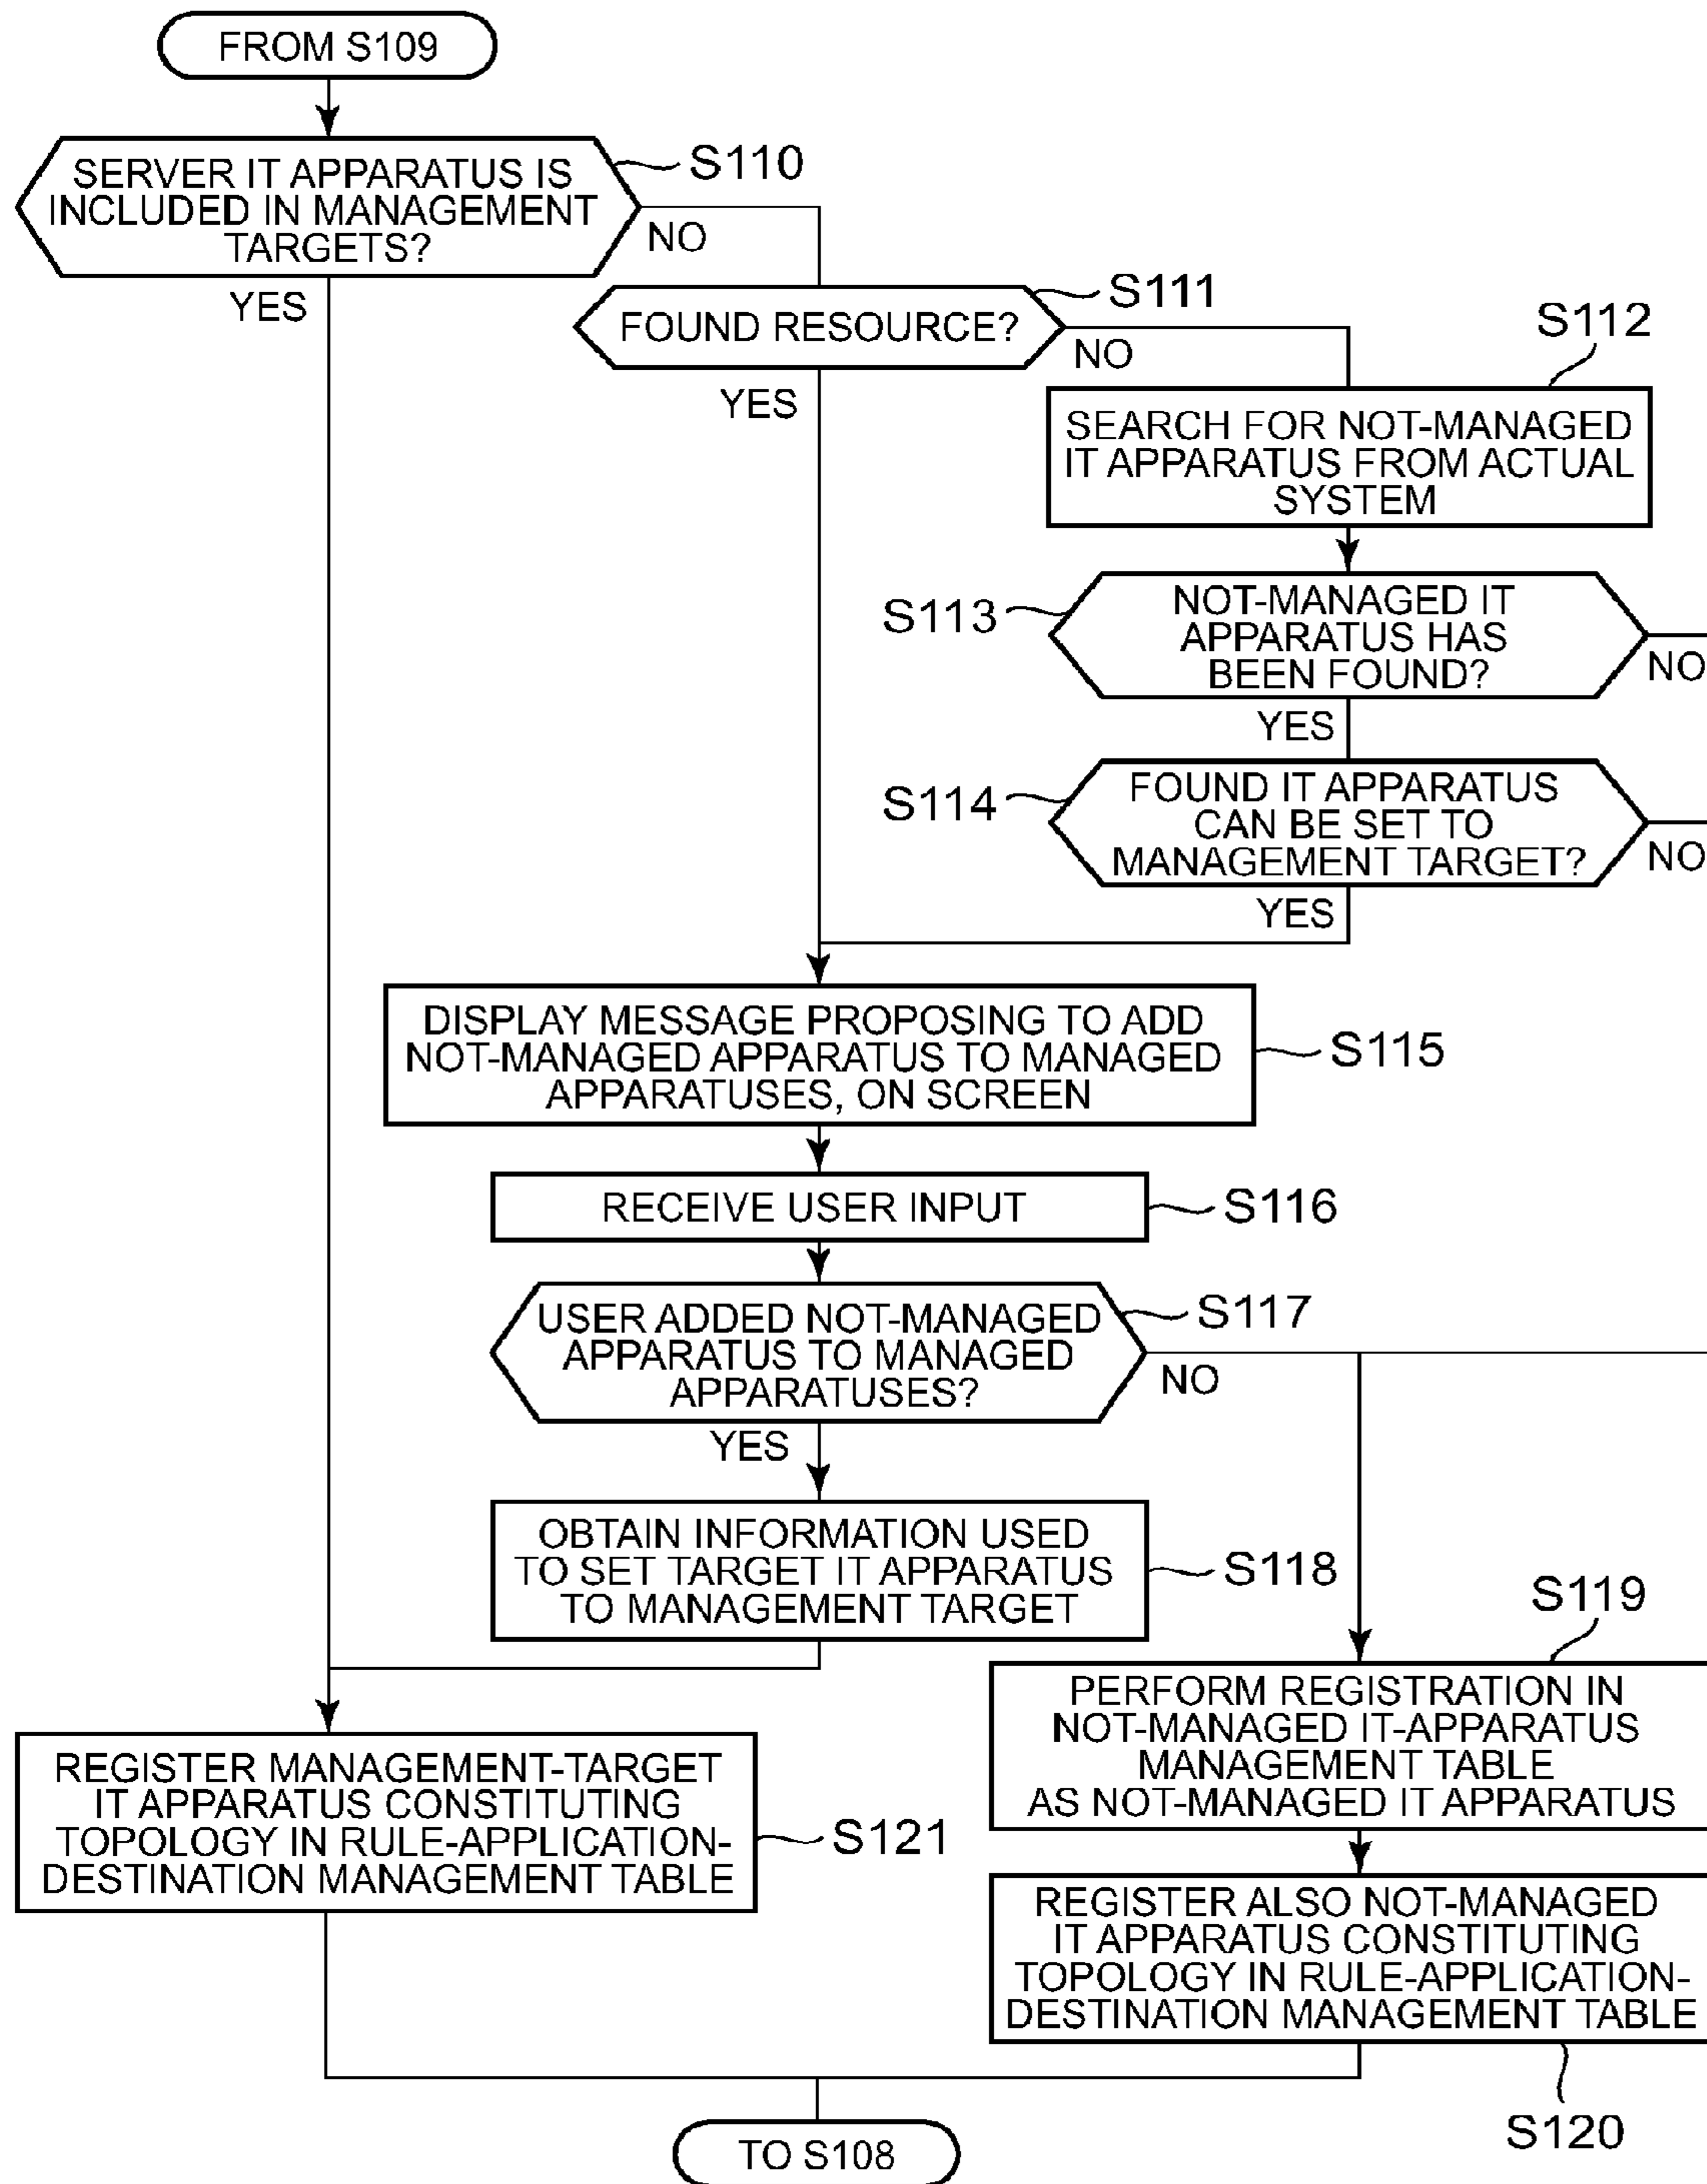 FROM S109
SERVER IT APPARATUS IS
INCLUDED IN MANAGEMENT
TARGETS?
S110
NO
YES
FOUND RESOURCE?
S111
NO
YES
S112
SEARCH FOR NOT-MANAGED
IT APPARATUS FROM ACTUAL
SYSTEM
S113
NOT-MANAGED IT
APPARATUS HAS
BEEN FOUND?
NO
YES
S114
FOUND IT APPARATUS
CAN BE SET TO
MANAGEMENT TARGET?
NO
YES
DISPLAY MESSAGE PROPOSING TO ADD
NOT-MANAGED APPARATUS TO MANAGED
APPARATUSES, ON SCREEN
S115
RECEIVE USER INPUT
S116
USER ADDED NOT-MANAGED
APPARATUS TO MANAGED
APPARATUSES?
S117
NO
YES
OBTAIN INFORMATION USED
TO SET TARGET IT APPARATUS
TO MANAGEMENT TARGET
S118
S119
PERFORM REGISTRATION IN
NOT-MANAGED IT-APPARATUS
MANAGEMENT TABLE
AS NOT-MANAGED IT APPARATUS
REGISTER MANAGEMENT-TARGET
IT APPARATUS CONSTITUTING
TOPOLOGY IN RULE-APPLICATION-
DESTINATION MANAGEMENT TABLE
S121
REGISTER ALSO NOT-MANAGED
IT APPARATUS CONSTITUTING
TOPOLOGY IN RULE-APPLICATION-
DESTINATION MANAGEMENT TABLE
S120
TO S108